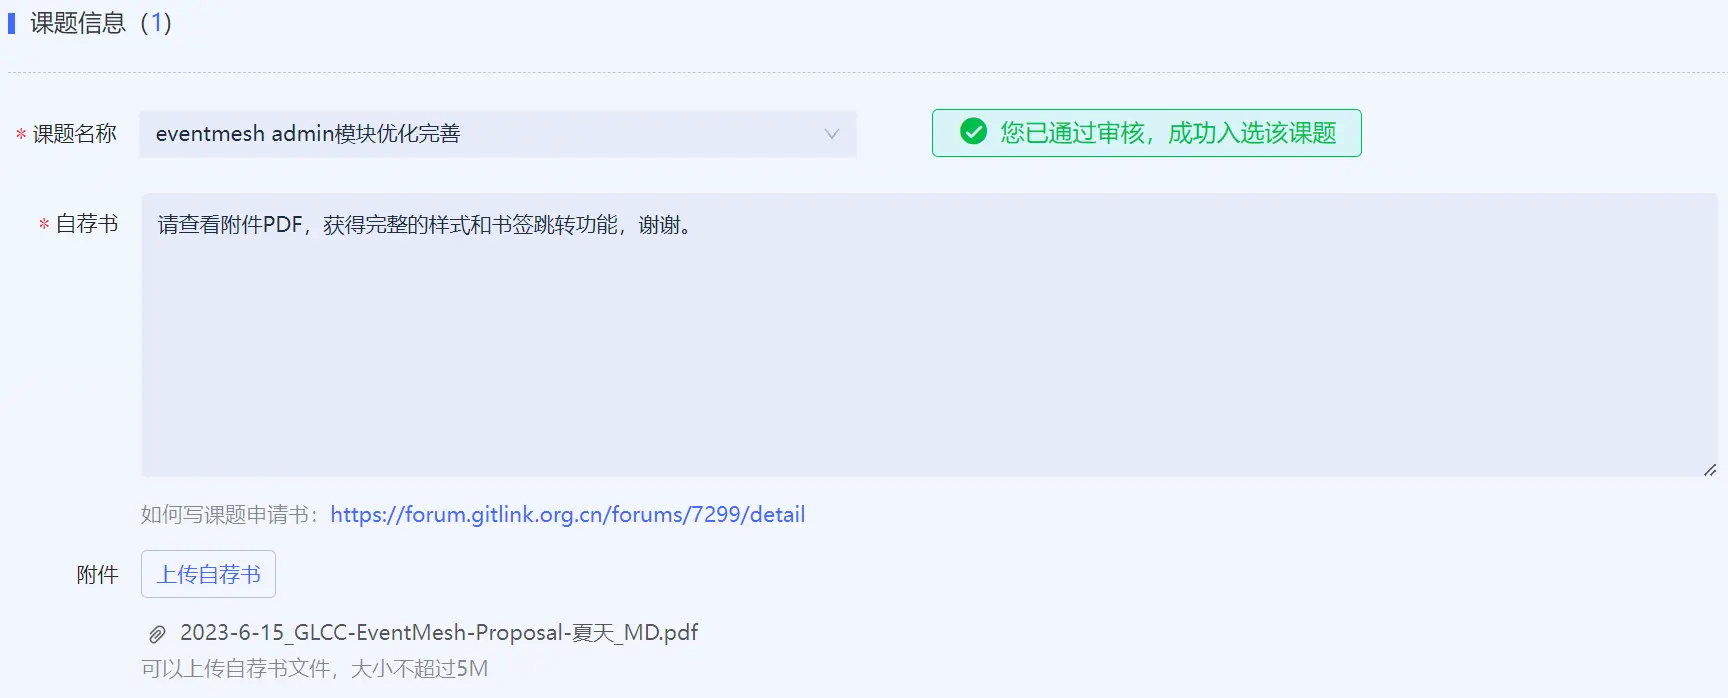 课题信息（1）
* 课题名称
eventmesh admin模块优化完善
您已通过审核，成功入选该课题
* 自荐书
请查看附件PDF，获得完整的样式和书签跳转功能，谢谢。
如何写课题申请书：https://forum.gitlink.org.cn/forums/7299/detail
附件
上传自荐书
2023-6-15_GLCC-EventMesh-Proposal-夏天_MD.pdf
可以上传自荐书文件，大小不超过5M